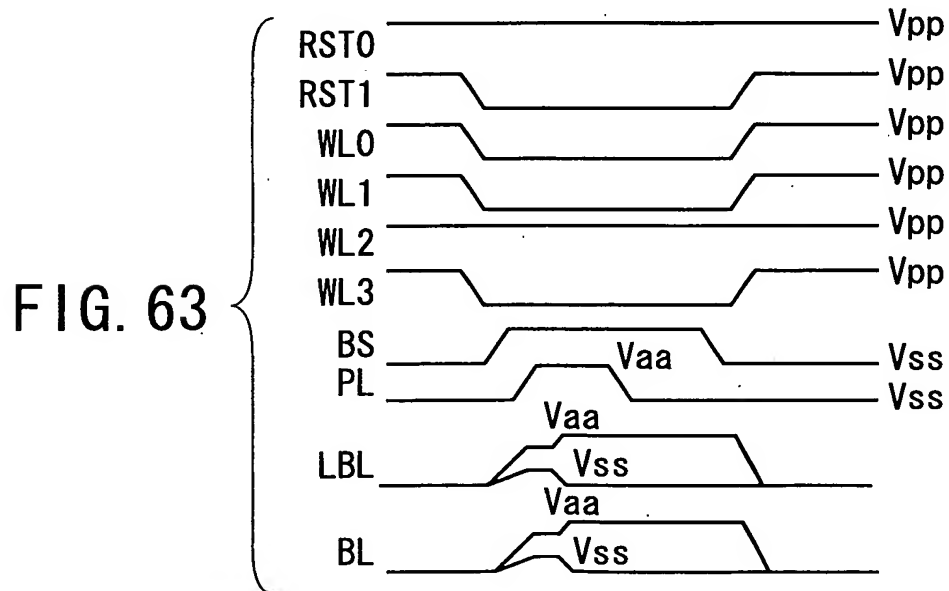 FIG. 63
RST0 Vpp
RST1 Vpp
WL0 Vpp
WL1 Vpp
WL2 Vpp
WL3 Vpp
BS Vaa Vss
PL Vss
Vaa
LBL Vss
Vaa
BL Vss